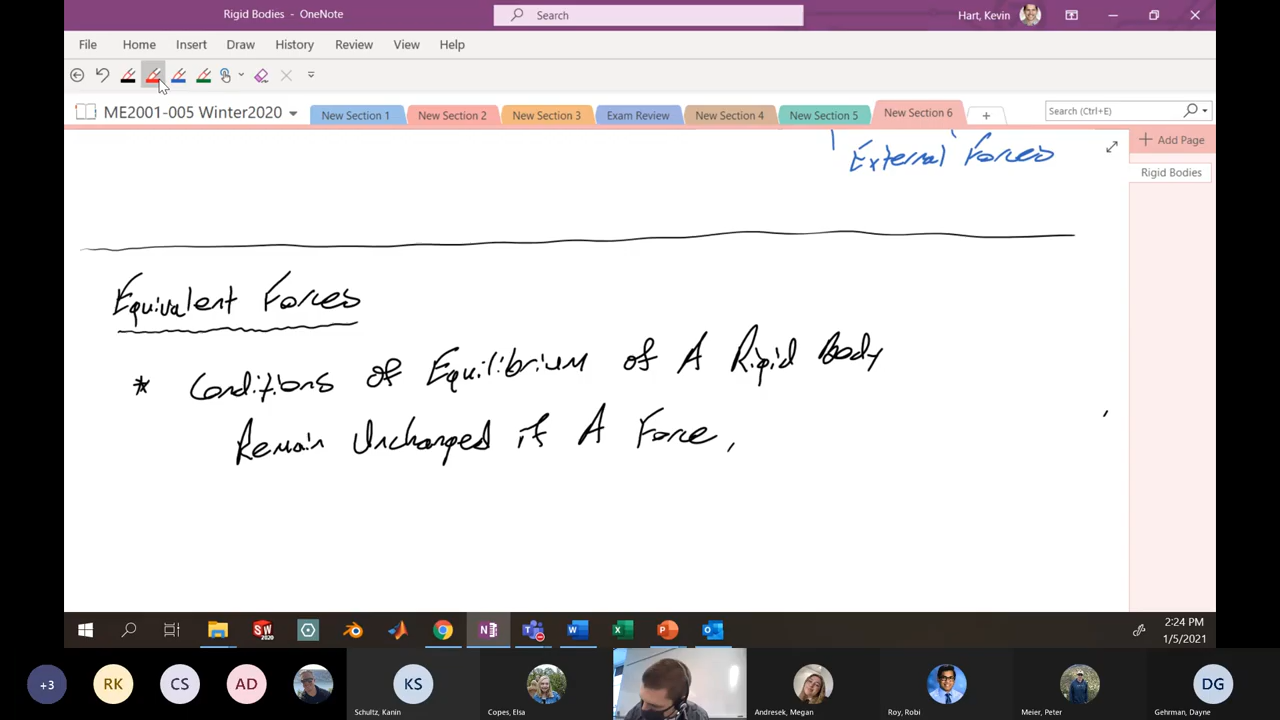 Rigid Bodies - OneNote
Search
Hart, Kevin
File Home Insert Draw History Review View Help
ME2001-005 Winter2020
New Section 1
New Section 2
New Section 3
Exam Review
New Section 4
New Section 5
New Section 6
Search (Ctrl+E)
Add Page
Rigid Bodies
External Forces
Equivalent Forces
* Conditions of Equilibrium of A Rigid Body
Remain Unchanged if A Force,
2:24 PM
1/5/2021
+3
RK
CS
AD
KS
DG
Schultz, Kanin
Copes, Elsa
Andresek, Megan
Roy, Robi
Meier, Peter
Gehrman, Dayne